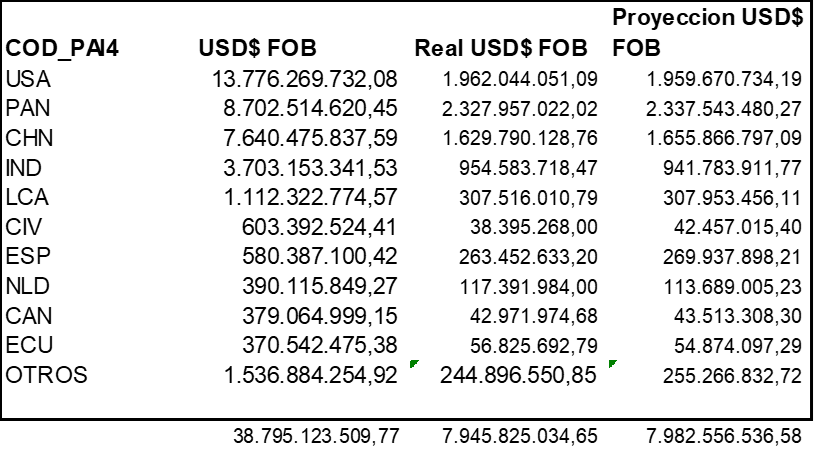 COD_PAI4 USD$ FOB Real USD$ FOB Proyeccion USD$ FOB
USA 13.776.269.732,08 1.962.044.051,09 1.959.670.734,19
PAN 8.702.514.620,45 2.327.957.022,02 2.337.543.480,27
CHN 7.640.475.837,59 1.629.790.128,76 1.655.866.797,09
IND 3.703.153.341,53 954.583.718,47 941.783.911,77
LCA 1.112.322.774,57 307.516.010,79 307.953.456,11
CIV 603.392.524,41 38.395.268,00 42.457.015,40
ESP 580.387.100,42 263.452.633,20 269.937.898,21
NLD 390.115.849,27 117.391.984,00 113.689.005,23
CAN 379.064.999,15 42.971.974,68 43.513.308,30
ECU 370.542.475,38 56.825.692,79 54.874.097,29
OTROS 1.536.884.254,92 244.896.550,85 255.266.832,72
38.795.123.509,77 7.945.825.034,65 7.982.556.536,58